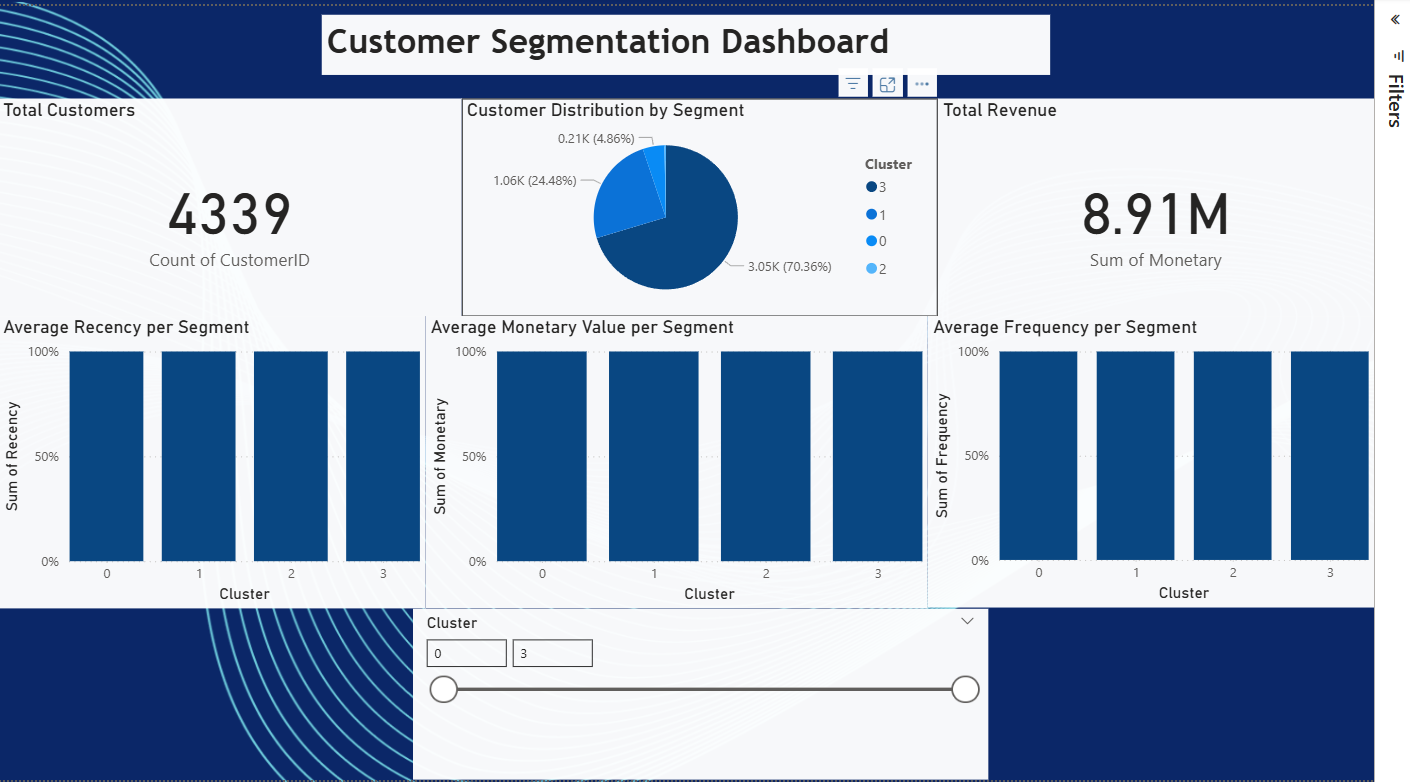 Customer Segmentation Dashboard
Filters
Total Customers
4339
Count of CustomerID
Customer Distribution by Segment
0.21K (4.86%)
1.06K (24.48%)
3.05K (70.36%)
Cluster
3
1
0
2
Total Revenue
8.91M
Sum of Monetary
Average Recency per Segment
Sum of Recency
100%
50%
0%
0 1 2 3
Cluster
Average Monetary Value per Segment
Sum of Monetary
100%
50%
0%
0 1 2 3
Cluster
Average Frequency per Segment
Sum of Frequency
100%
50%
0%
0 1 2 3
Cluster
Cluster
0 3